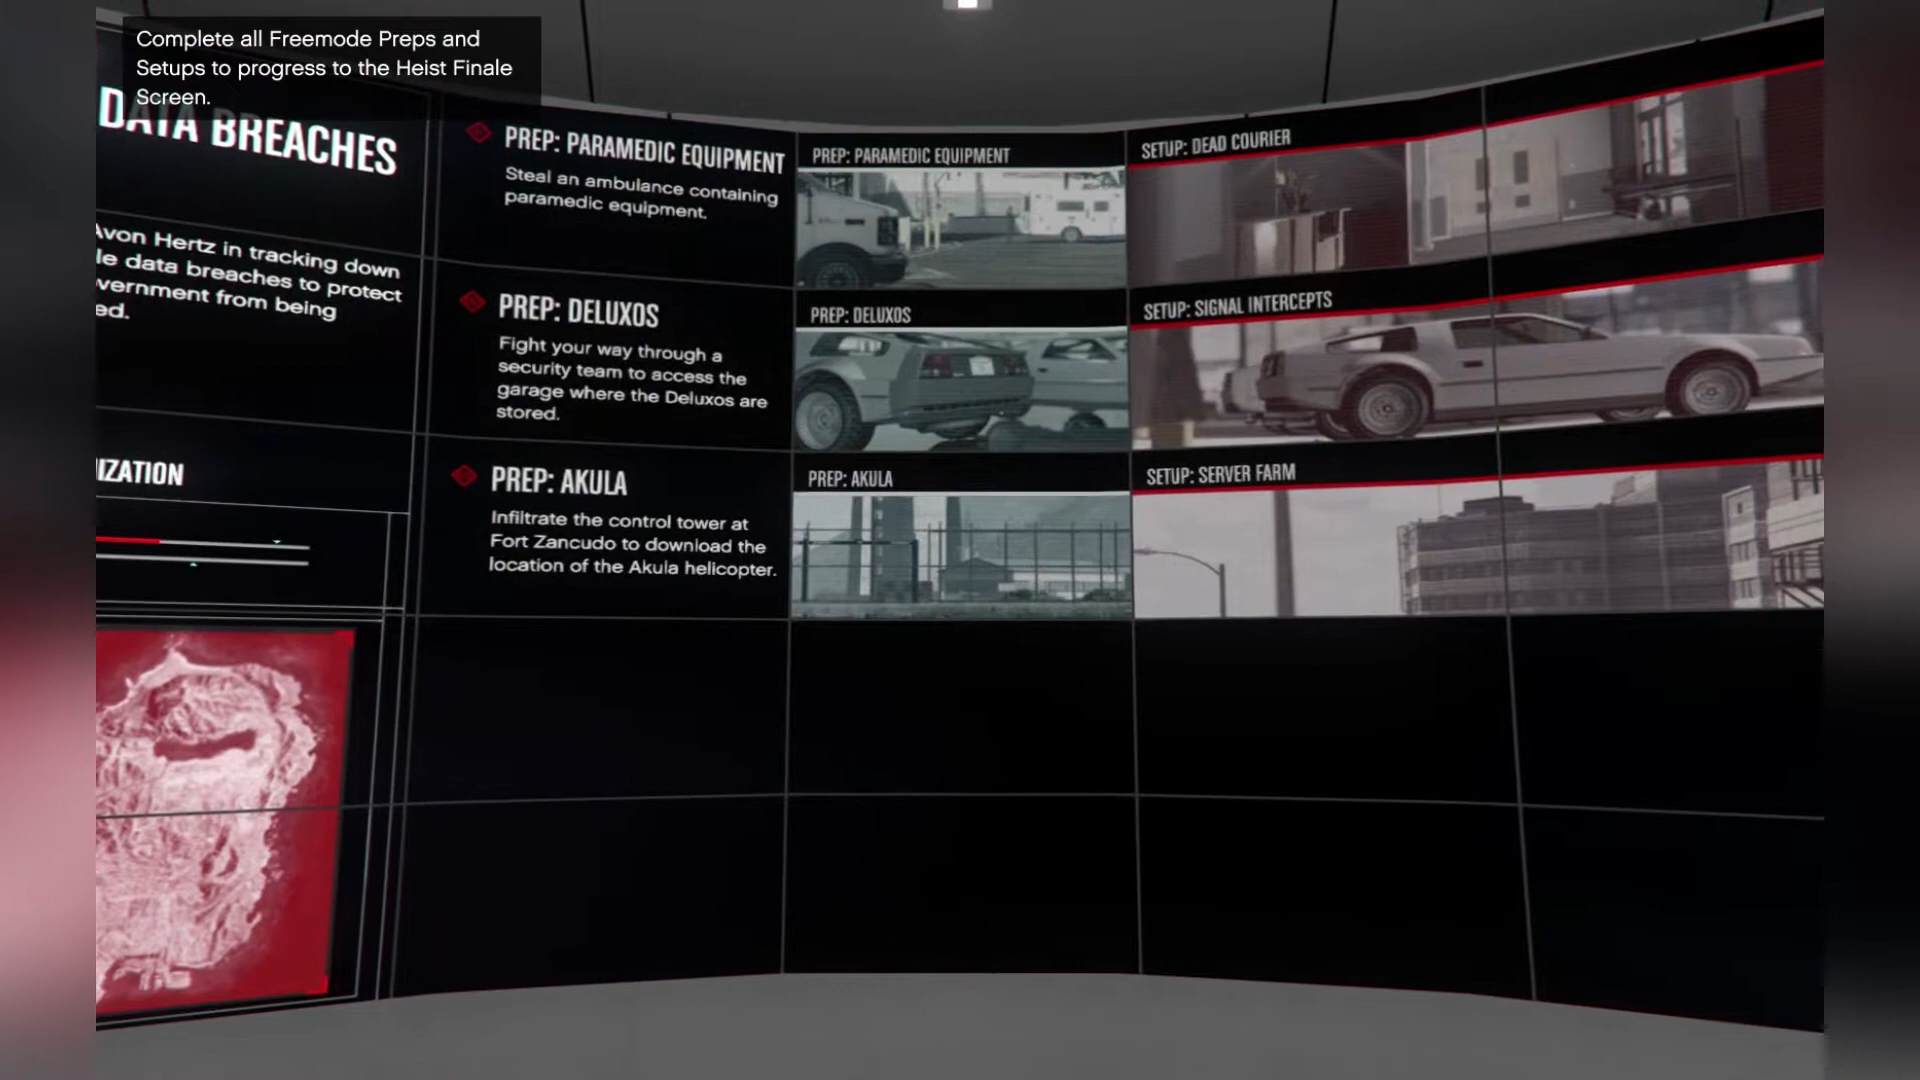 Complete all Freemode Preps and
Setups to progress to the Heist Finale
Screen.
DATA BREACHES
Avon Hertz in tracking down
le data breaches to protect
vernment from being
ed.
IZATION
PREP: PARAMEDIC EQUIPMENT
Steal an ambulance containing
paramedic equipment.
PREP: DELUXOS
Fight your way through a
security team to access the
garage where the Deluxos are
stored.
PREP: AKULA
Infiltrate the control tower at
Fort Zancudo to download the
location of the Akula helicopter.
PREP: PARAMEDIC EQUIPMENT
PREP: DELUXOS
PREP: AKULA
SETUP: DEAD COURIER
SETUP: SIGNAL INTERCEPTS
SETUP: SERVER FARM